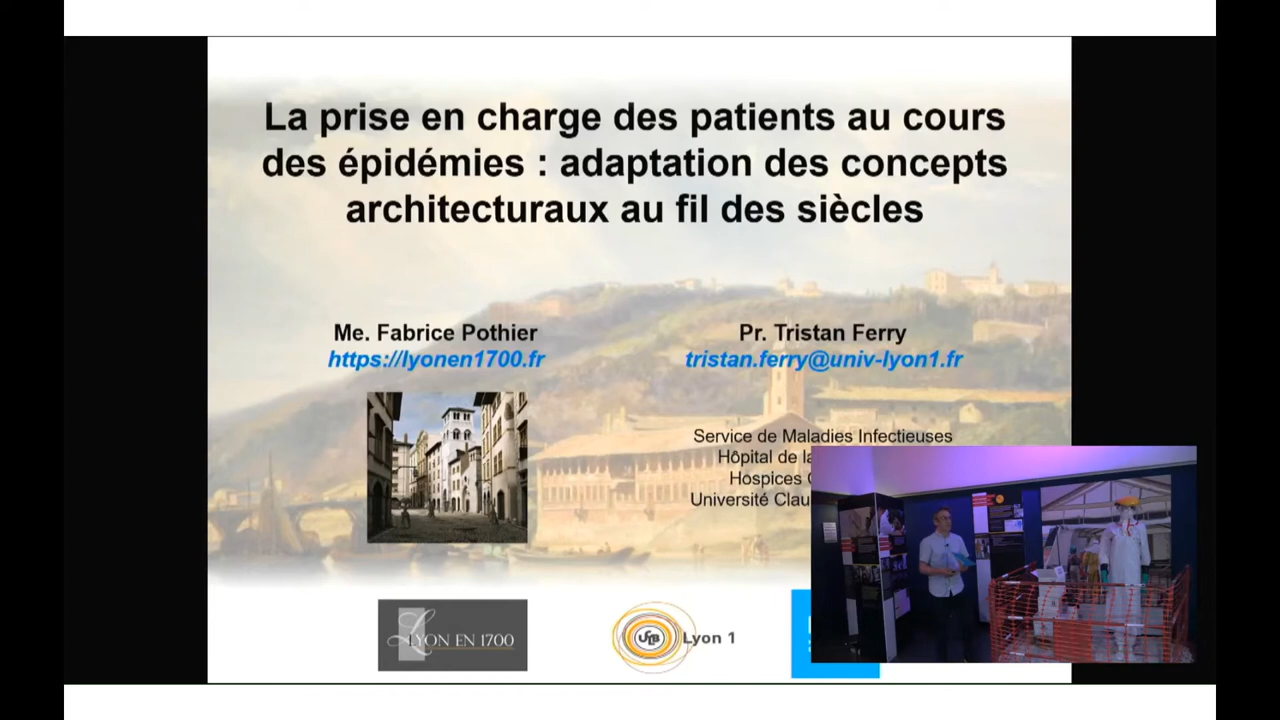 La prise en charge des patients au cours
des épidémies : adaptation des concepts
architecturaux au fil des siècles
Me. Fabrice Pothier
https://lyonen1700.fr
Pr. Tristan Ferry
tristan.ferry@univ-lyon1.fr
Service de Maladies Infectieuses
Hôpital de
Hospices
Université
LYON EN 1700
UCB Lyon 1